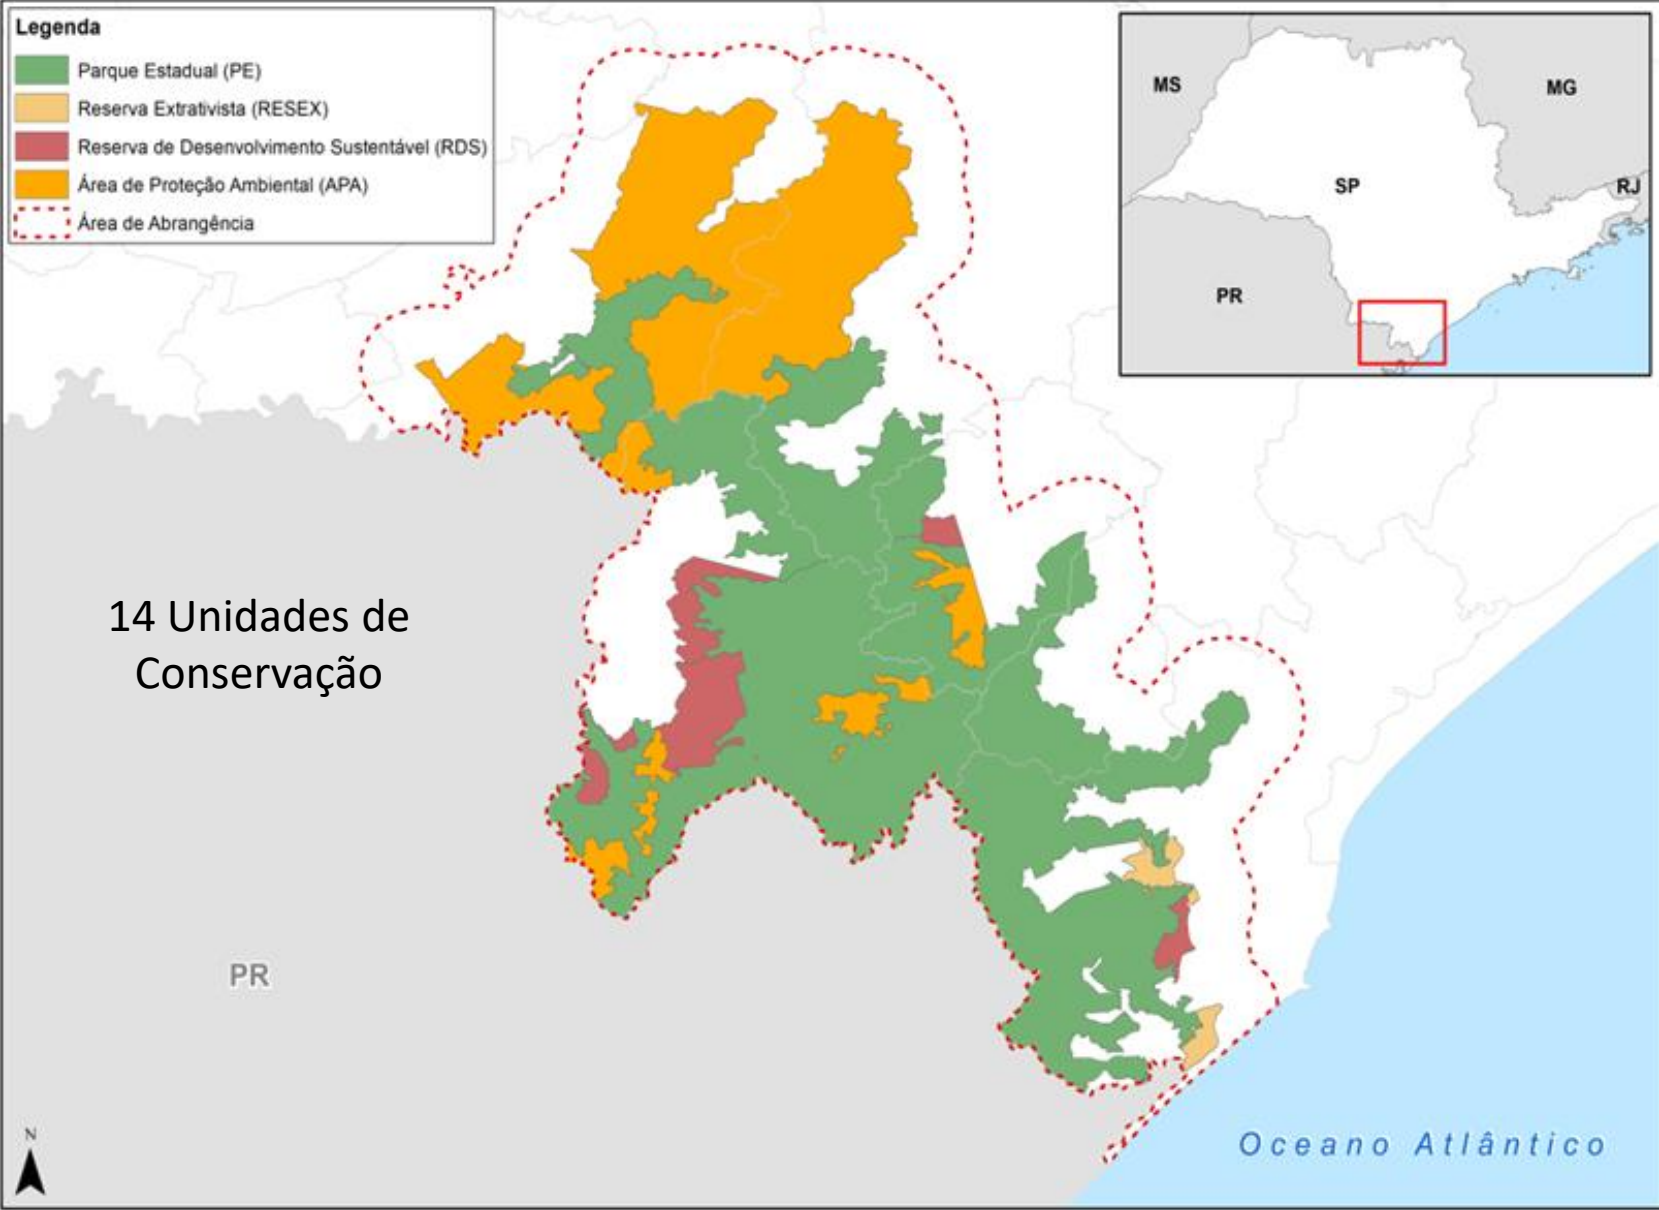 Legenda
Parque Estadual (PE)
Reserva Extrativista (RESEX)
Reserva de Desenvolvimento Sustentável (RDS)
Área de Proteção Ambiental (APA)
Área de Abrangência
MS
MG
SP
RJ
PR
14 Unidades de
Conservação
PR
N
Oceano Atlântico